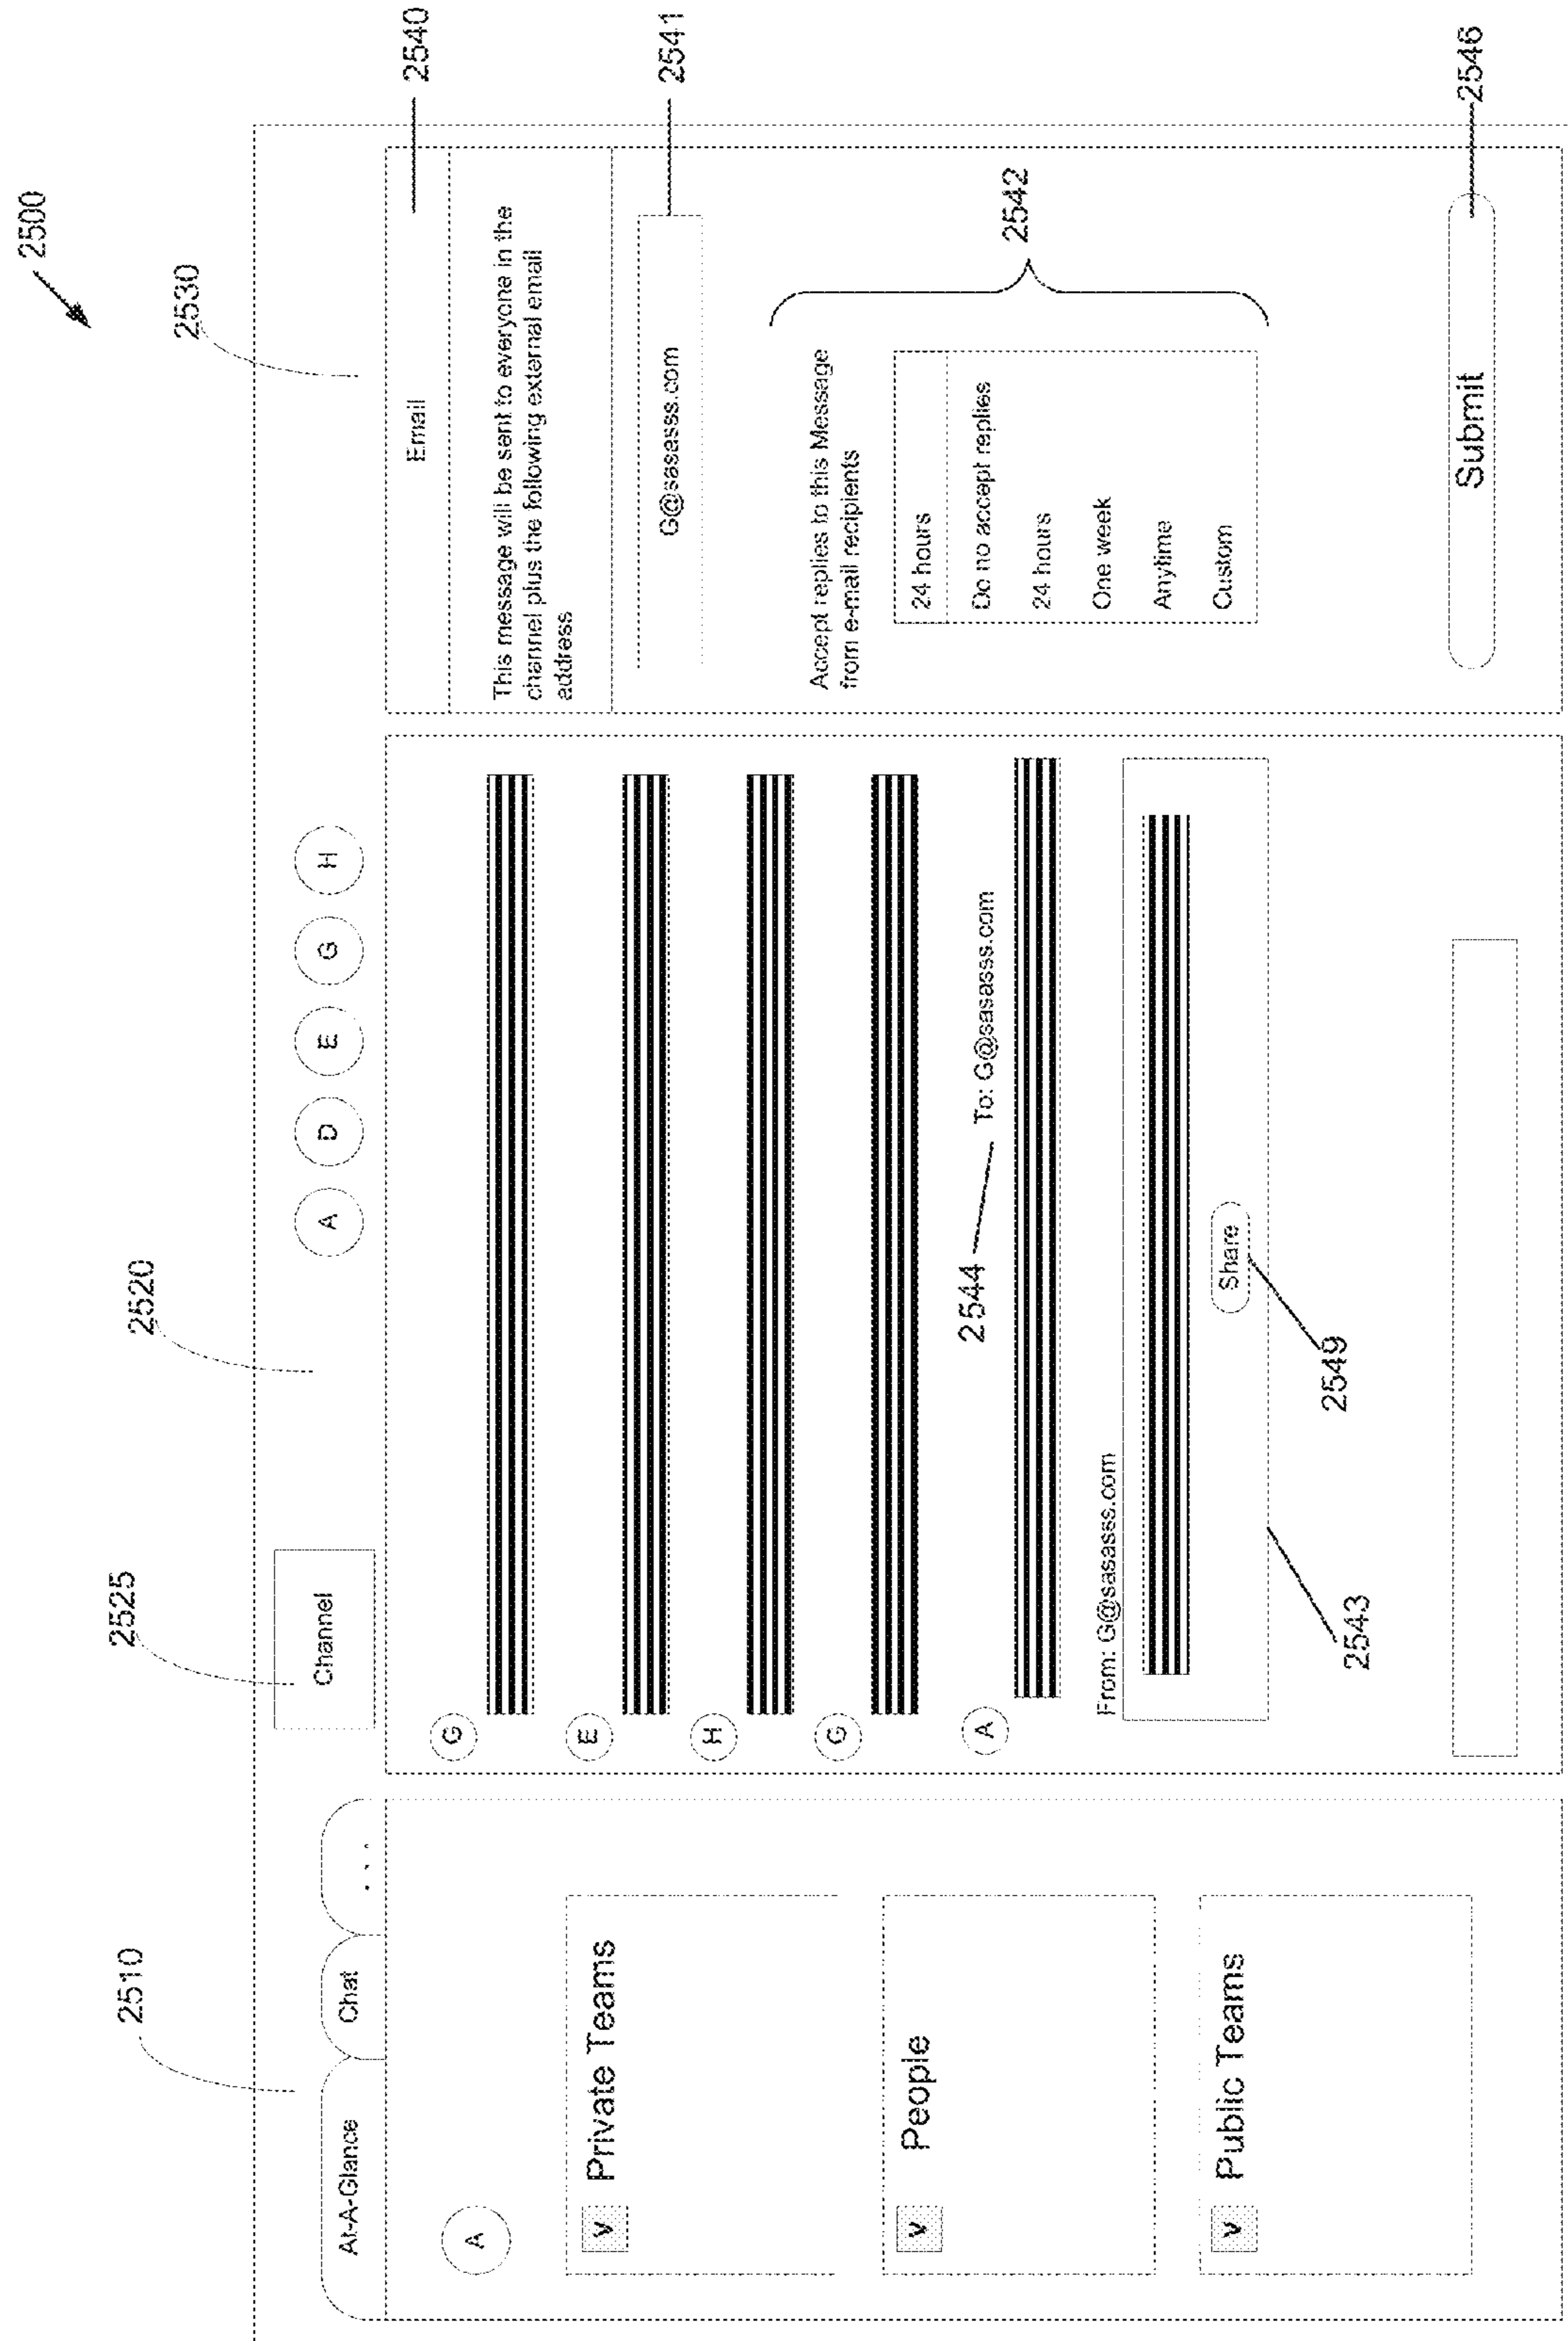 2500
2510
2525
2520
2530
At-A-Glance
Chat
...
Channel
A
D
E
G
H
A
V Private Teams
V People
V Public Teams
G
E
H
G
A
2544
To: G@sasasss.com
From: G@sasasss.com
Share
2543
2549
Email
2540
This message will be sent to everyone in the
channel plus the following external email
address
G@sasasss.com
2541
Accept replies to this Message
from e-mail recipients
2542
24 hours
Do no accept replies
24 hours
One week
Anytime
Custom
Submit
2546